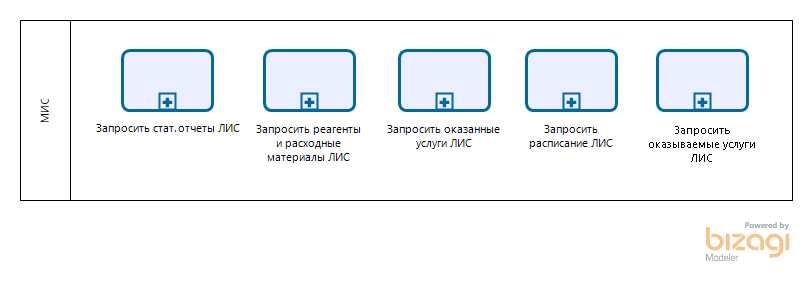 МИС
Запросить стат.отчеты ЛИС
Запросить реагенты
и расходные
материалы ЛИС
Запросить оказанные
услуги ЛИС
Запросить
расписание ЛИС
Запросить
оказываемые услуги
ЛИС
Powered by
bizagi
Modeler